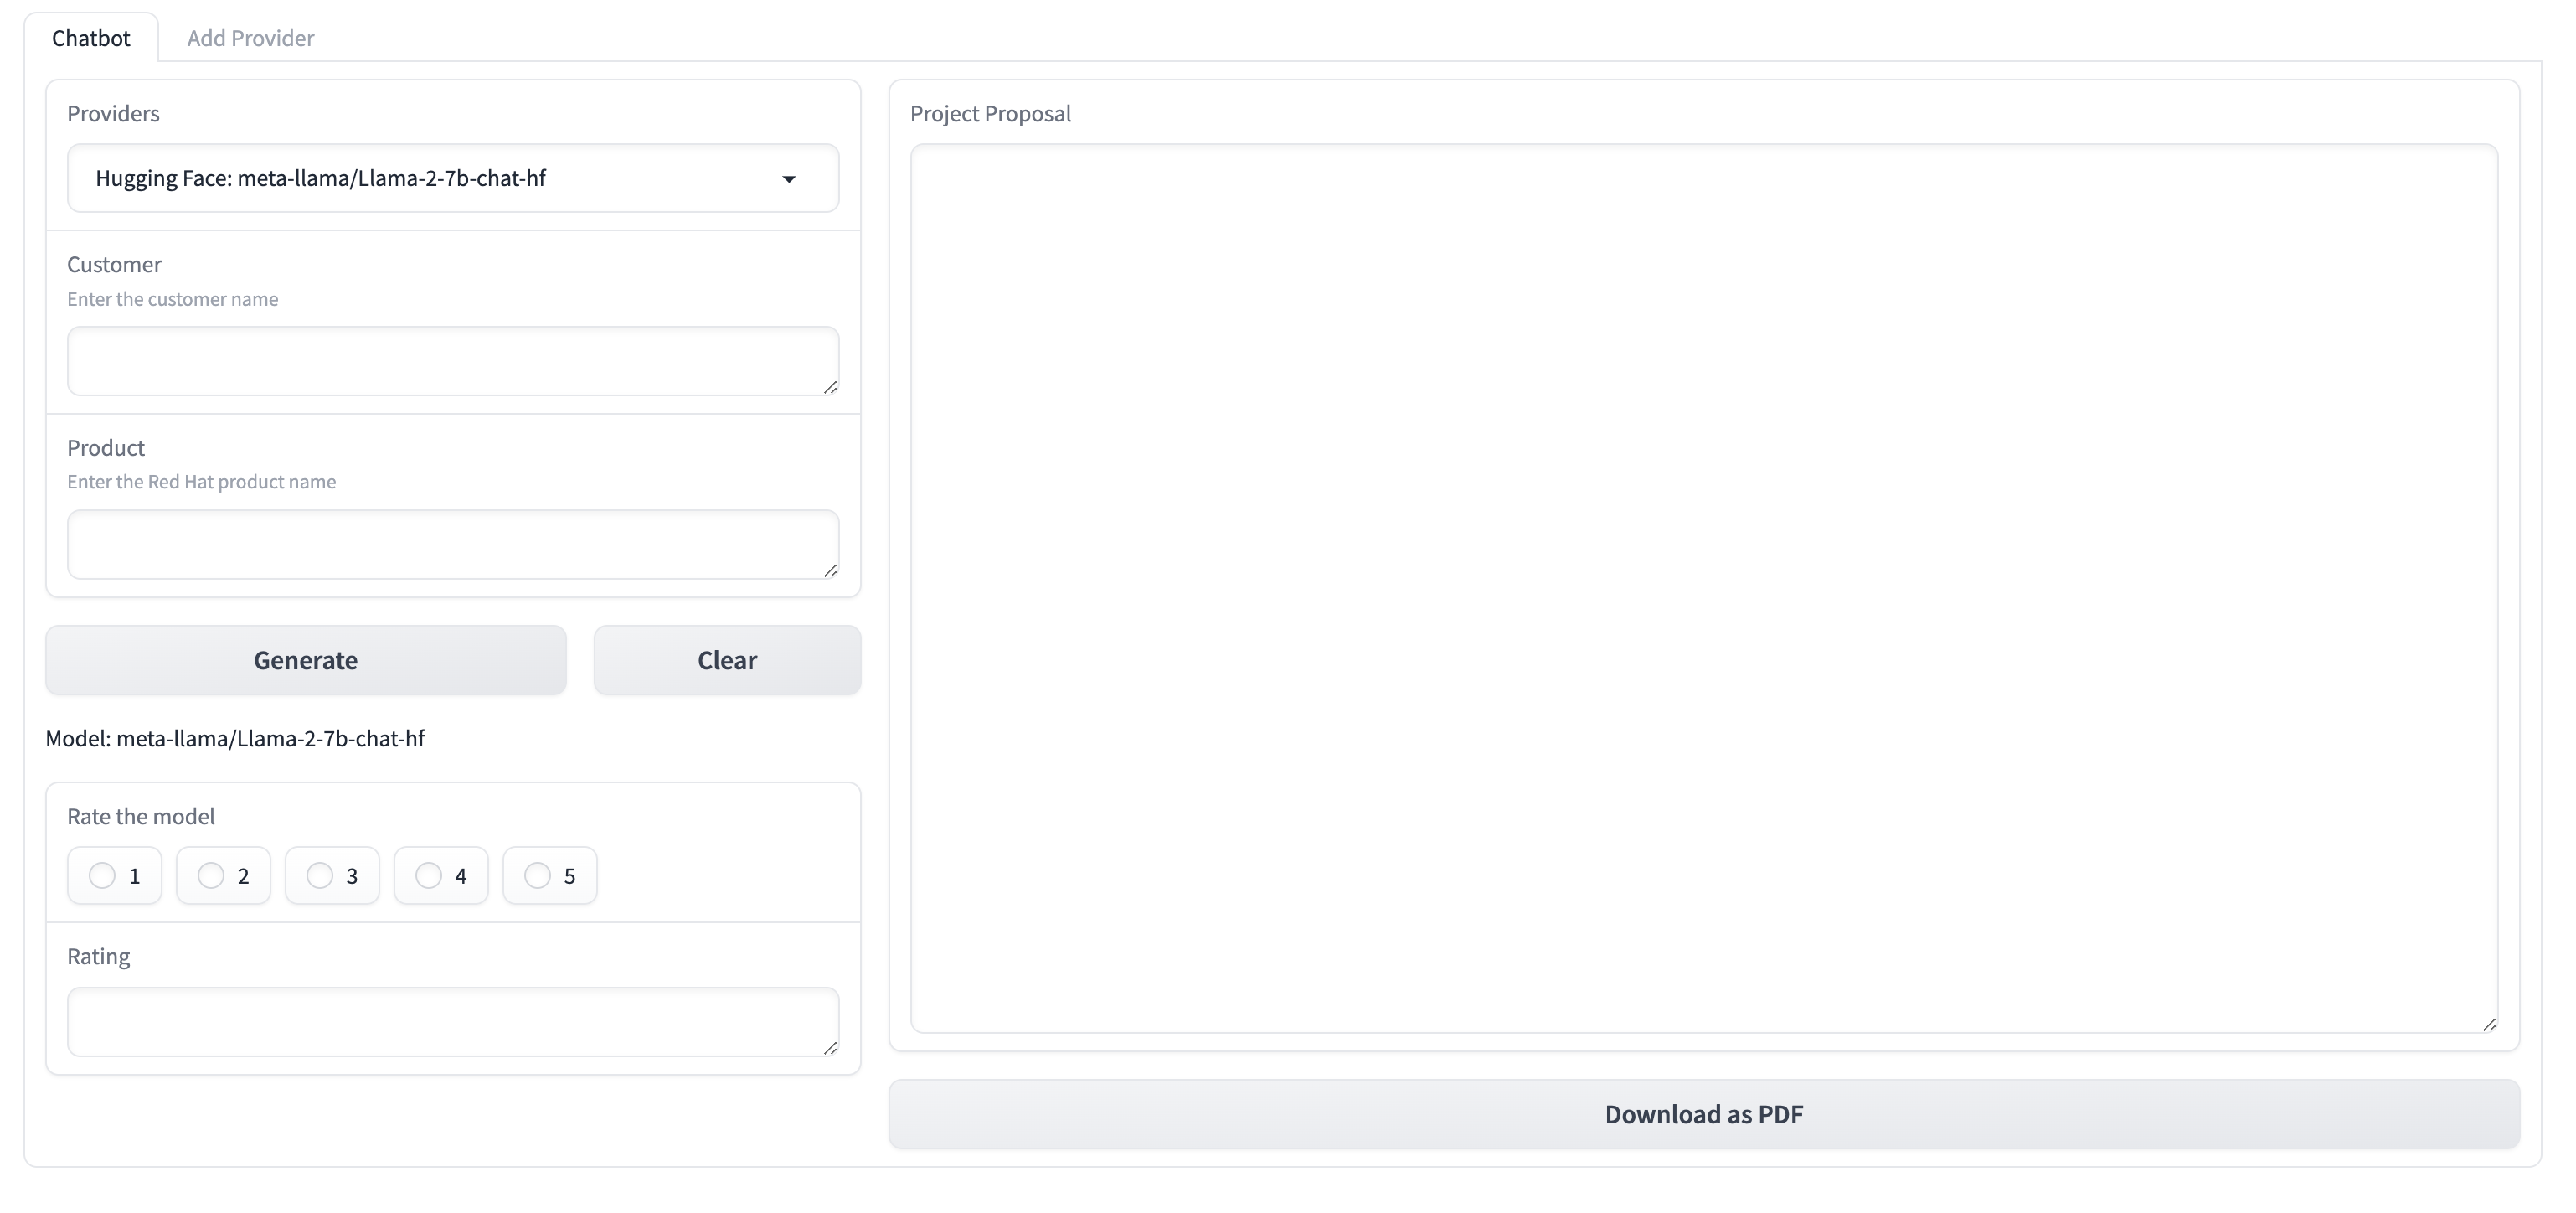 Chatbot
Add Provider
Providers
Hugging Face: meta-llama/Llama-2-7b-chat-hf
Customer
Enter the customer name
Product
Enter the Red Hat product name
Generate
Clear
Model: meta-llama/Llama-2-7b-chat-hf
Rate the model
1
2
3
4
5
Rating
Project Proposal
Download as PDF